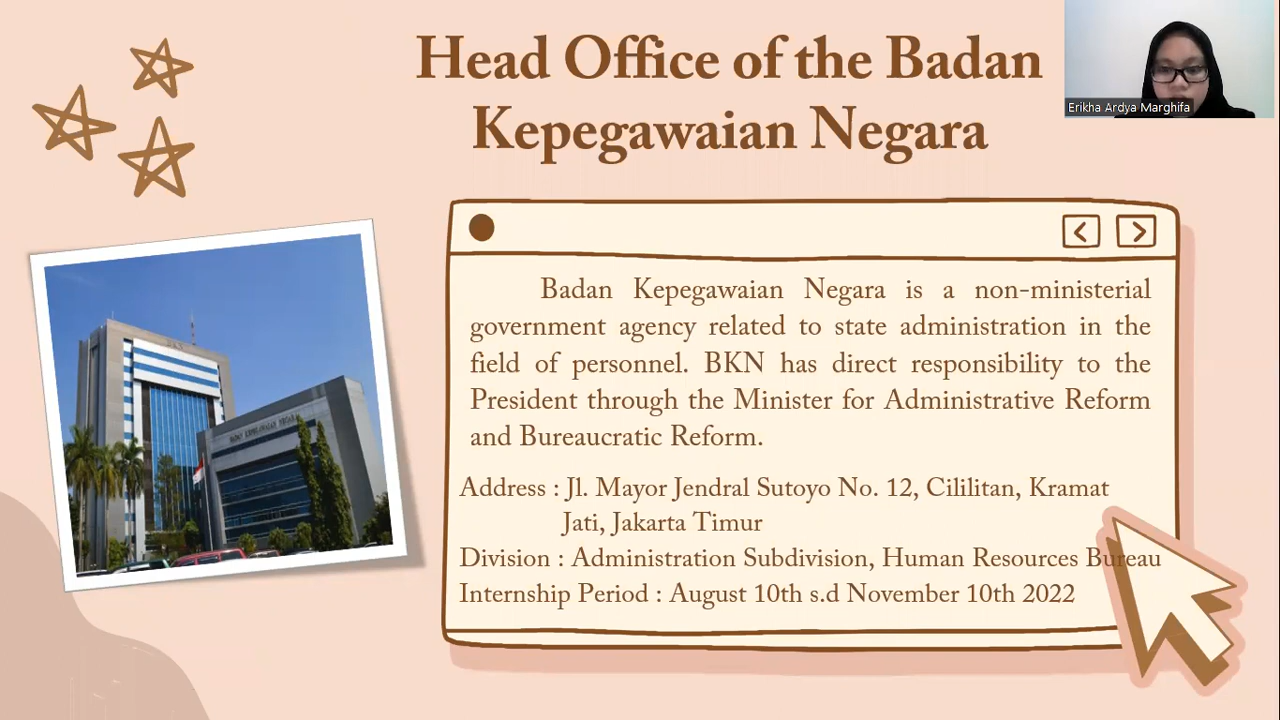 Head Office of the Badan
Kepegawaian Negara
Erikha Ardya Marghifa
Badan Kepegawaian Negara is a non-ministerial
government agency related to state administration in the
field of personnel. BKN has direct responsibility to the
President through the Minister for Administrative Reform
and Bureaucratic Reform.
Address : Jl. Mayor Jendral Sutoyo No. 12, Cililitan, Kramat
Jati, Jakarta Timur
Division : Administration Subdivision, Human Resources Bureau
Internship Period : August 10th s.d November 10th 2022
BADAN KEPEGAWAIAN NEGARA